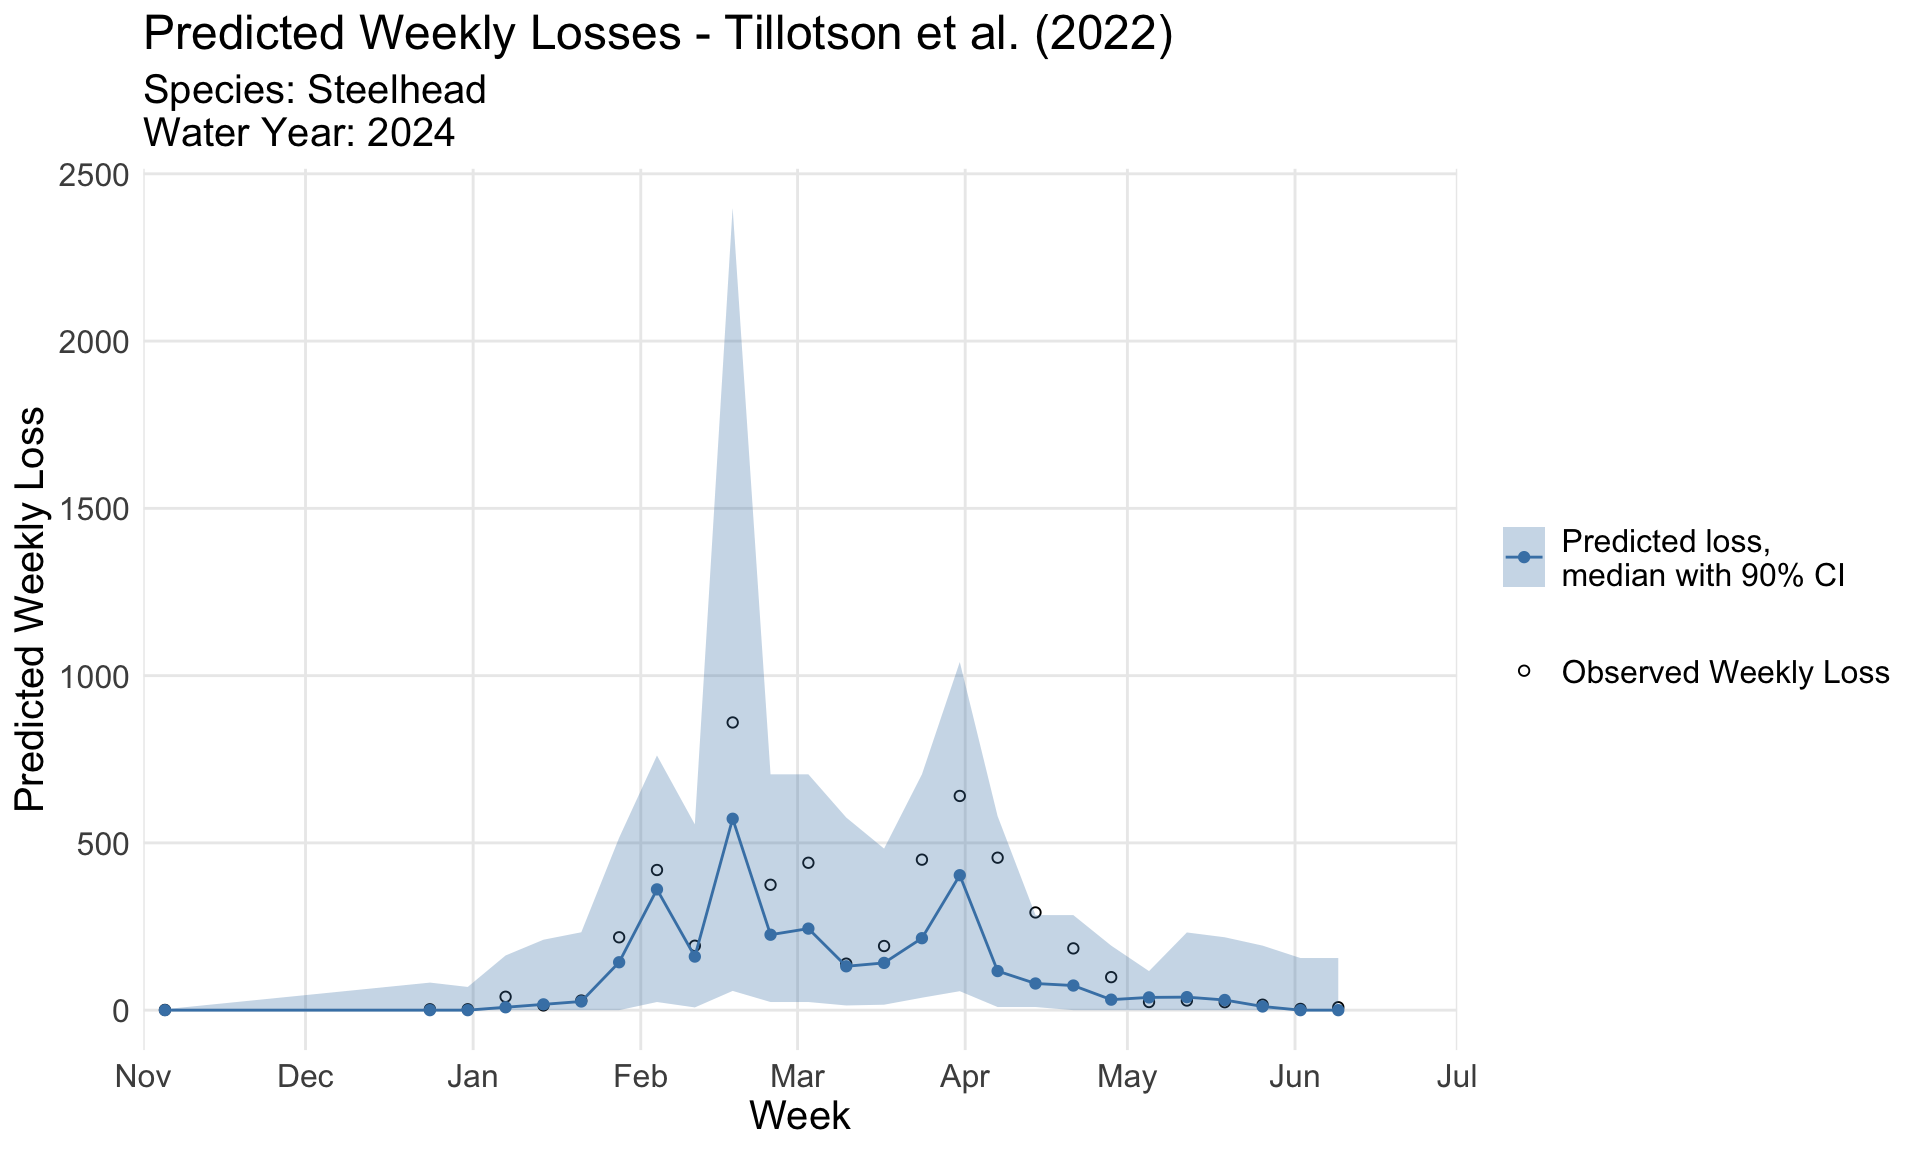 Predicted Weekly Losses - Tillotson et al. (2022)
Species: Steelhead
Water Year: 2024
Predicted Weekly Loss
2500
2000
1500
1000
500
0
Nov Dec Jan Feb Mar Apr May Jun Jul
Week
Predicted loss,
median with 90% CI
Observed Weekly Loss